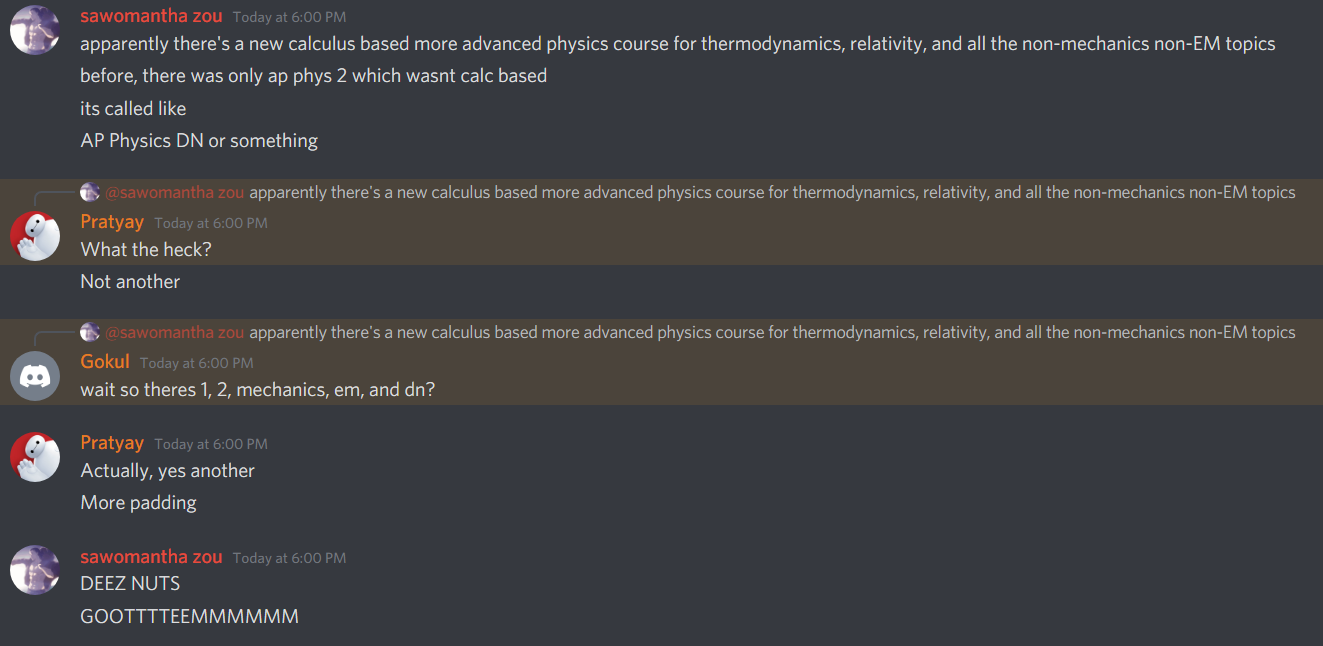 sawomantha zou Today at 6:00 PM
apparently there's a new calculus based more advanced physics course for thermodynamics, relativity, and all the non-mechanics non-EM topics
before, there was only ap phys 2 which wasnt calc based
its called like
AP Physics DN or something
@sawomantha zou apparently there's a new calculus based more advanced physics course for thermodynamics, relativity, and all the non-mechanics non-EM topics
Pratyay Today at 6:00 PM
What the heck?
Not another
@sawomantha zou apparently there's a new calculus based more advanced physics course for thermodynamics, relativity, and all the non-mechanics non-EM topics
Gokul Today at 6:00 PM
wait so theres 1, 2, mechanics, em, and dn?
Pratyay Today at 6:00 PM
Actually, yes another
More padding
sawomantha zou Today at 6:00 PM
DEEZ NUTS
GOOTTTTEEMMMMMM